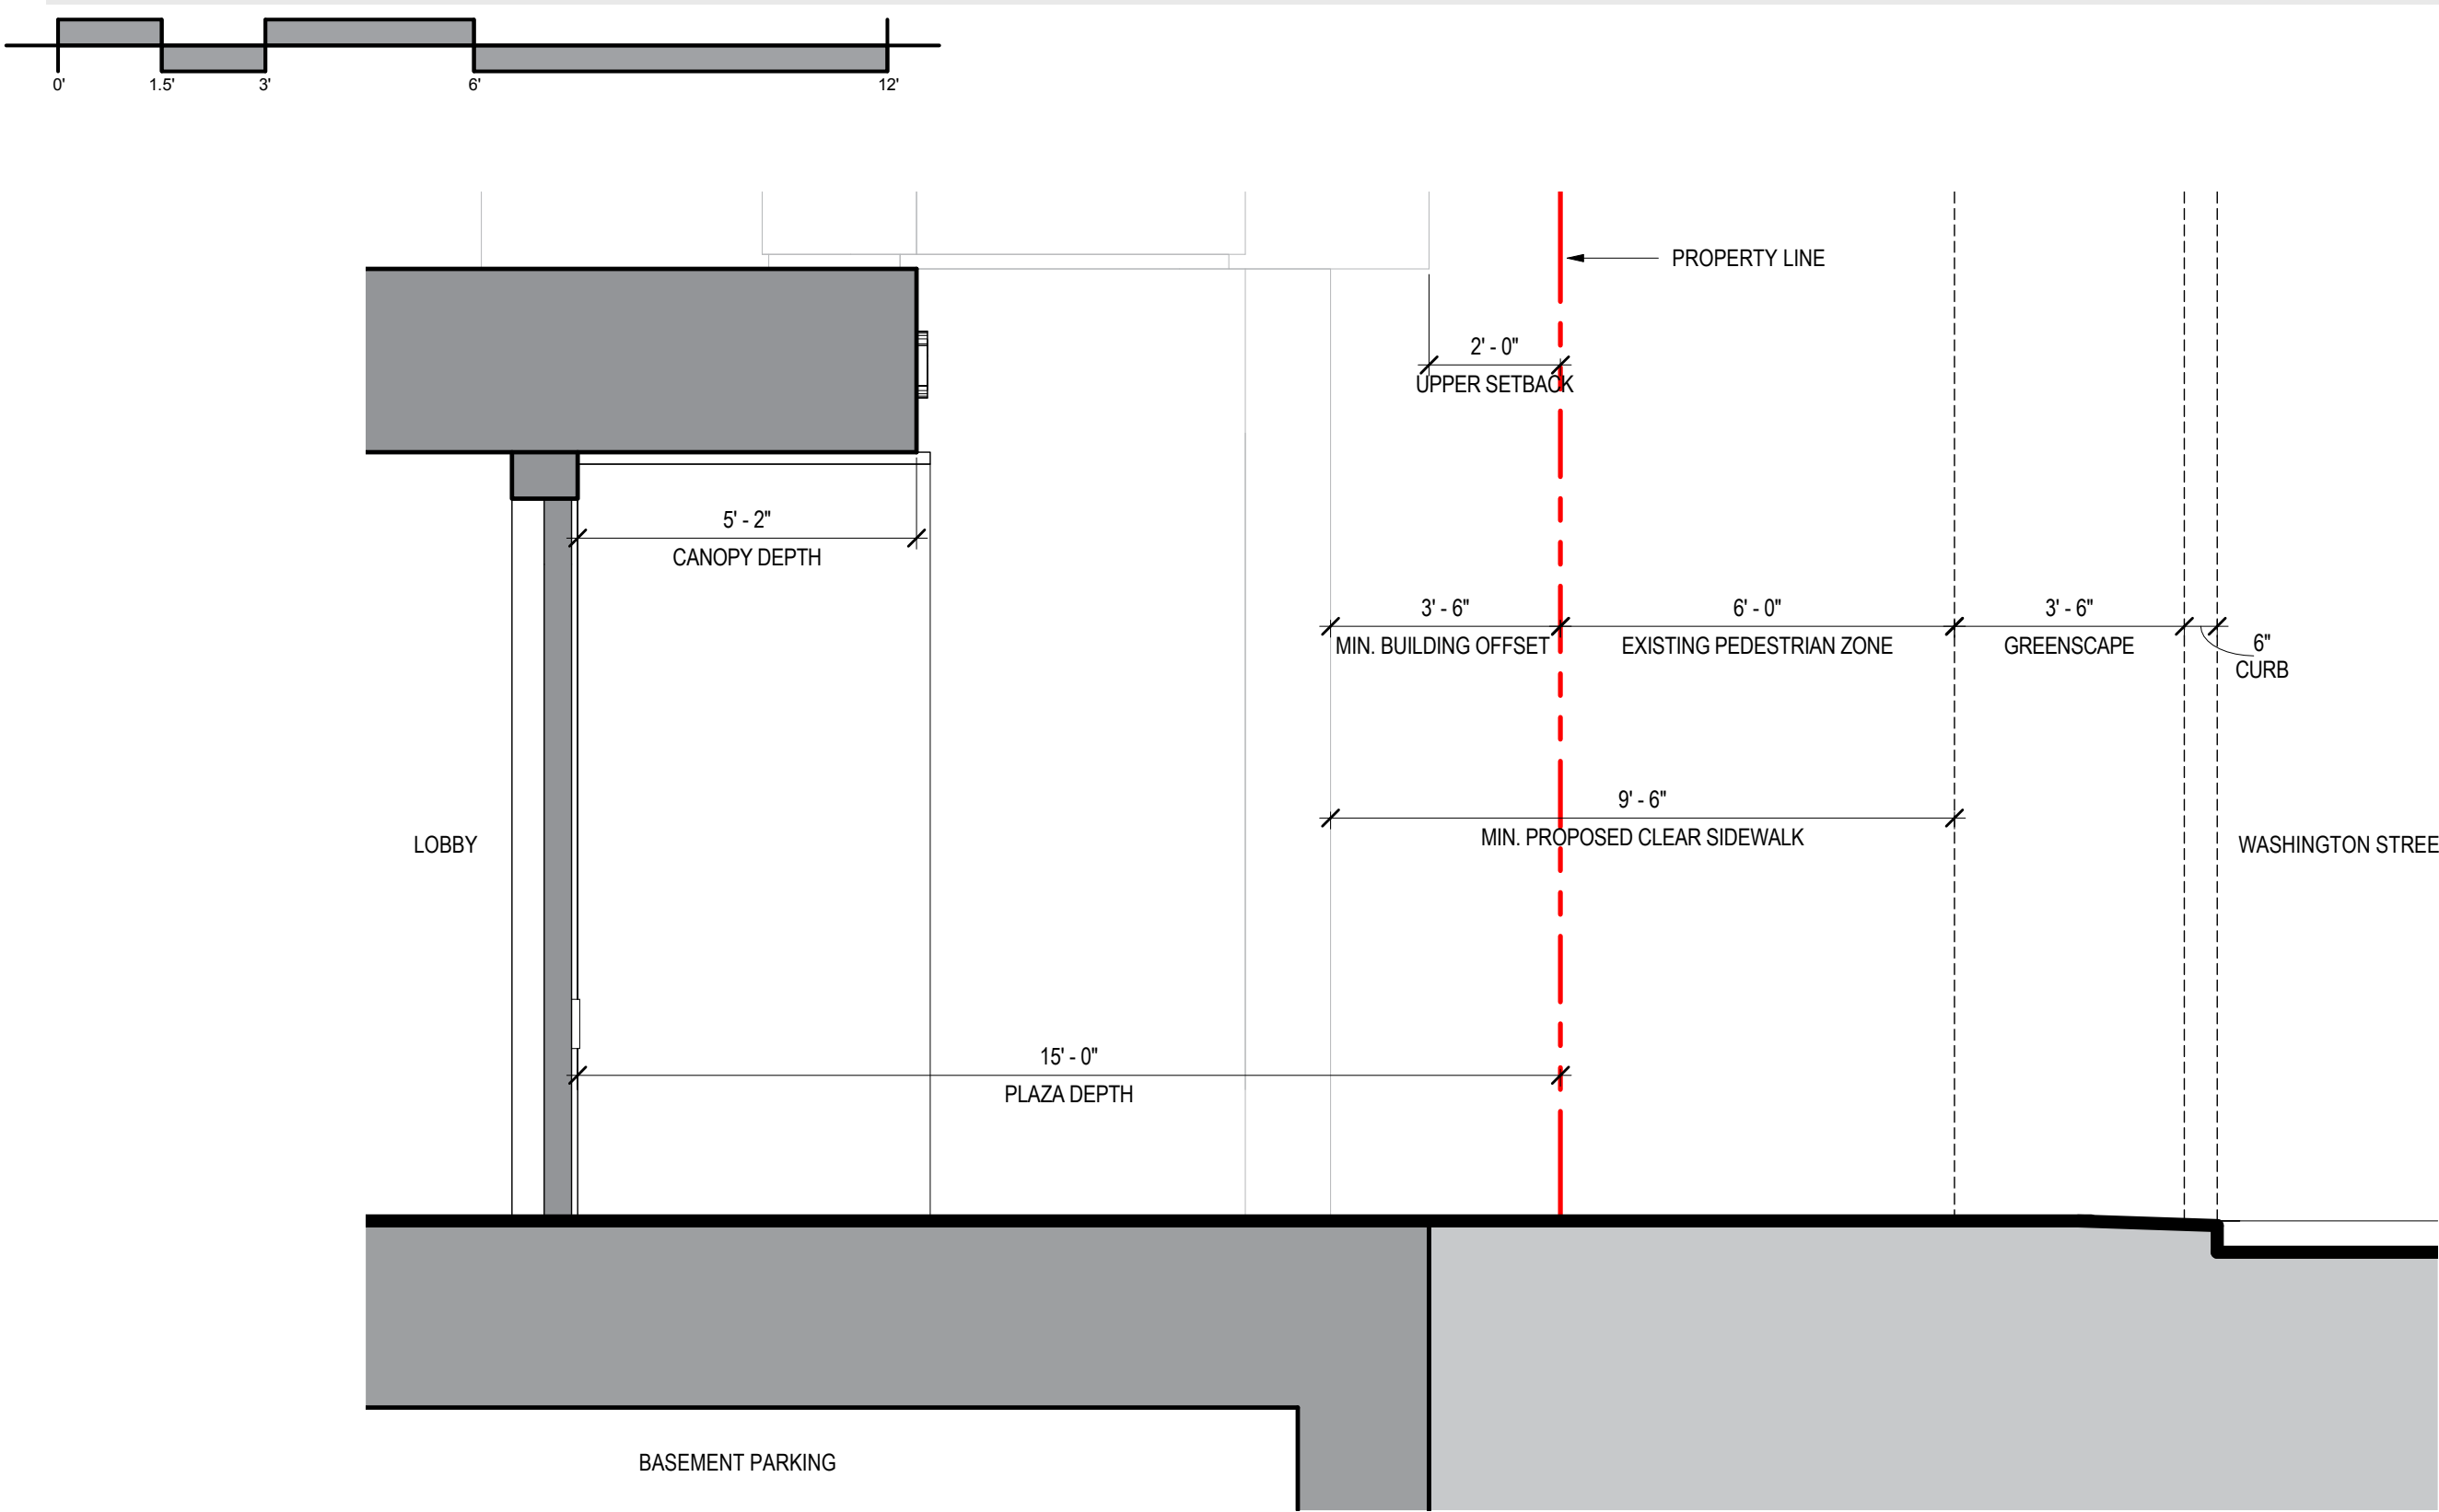 0' 1.5' 3' 6' 12'
PROPERTY LINE
2' - 0"
UPPER SETBACK
5' - 2"
CANOPY DEPTH
3' - 6" 6' - 0" 3' - 6"
MIN. BUILDING OFFSET EXISTING PEDESTRIAN ZONE GREENSCAPE
6"
CURB
9' - 6"
MIN. PROPOSED CLEAR SIDEWALK
LOBBY
WASHINGTON STREE
15' - 0"
PLAZA DEPTH
BASEMENT PARKING